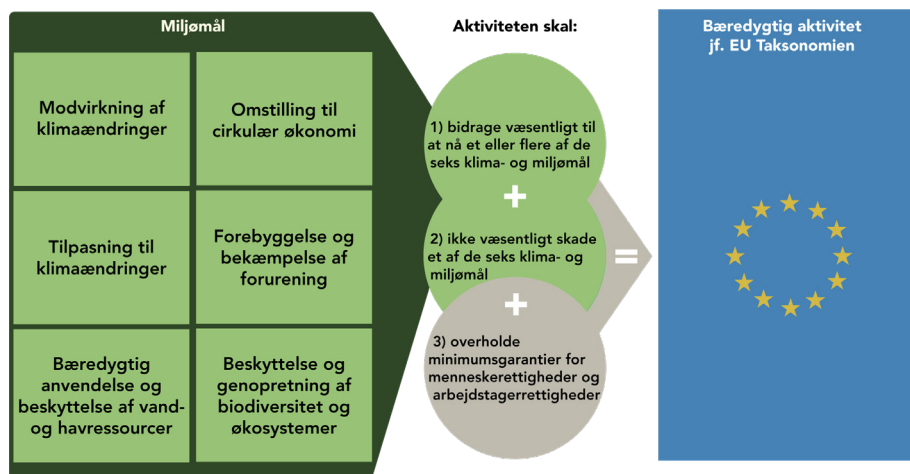 Miljømål
Modvirkning af
klimaændringer
Omstilling til
cirkulær økonomi
Tilpasning til
klimaændringer
Forebyggelse og
bekæmpelse af
forurening
Bæredygtig
anvendelse og
beskyttelse af vand-
og havressourcer
Beskyttelse og
genopretning af
biodiversitet og
økosystemer
Aktiviteten skal:
1) bidrage væsentligt til
at nå et eller flere af de
seks klima- og miljømål
+
2) ikke væsentligt skade
et af de seks klima- og
miljømål
+
3) overholde
minimumsgarantier for
menneskerettigheder og
arbejdstagerrettigheder
=
Bæredygtig aktivitet
jf. EU Taksonomien